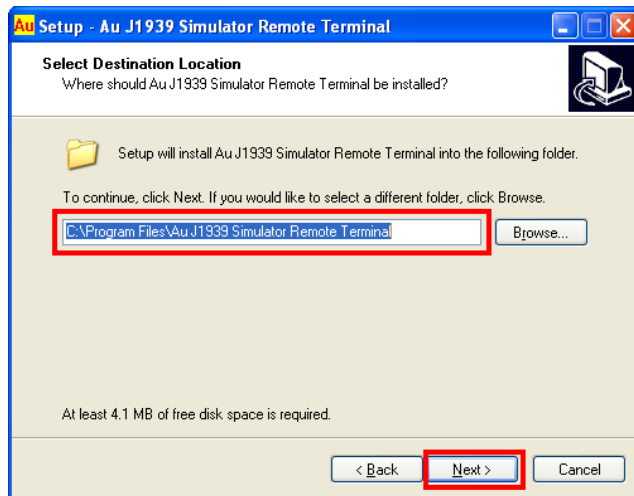 Au Setup - Au J1939 Simulator Remote Terminal
Select Destination Location
Where should Au J1939 Simulator Remote Terminal be installed?
Setup will install Au J1939 Simulator Remote Terminal into the following folder.
To continue, click Next. If you would like to select a different folder, click Browse.
C:\Program Files\Au J1939 Simulator Remote Terminal Browse...
At least 4.1 MB of free disk space is required.
< Back Next > Cancel